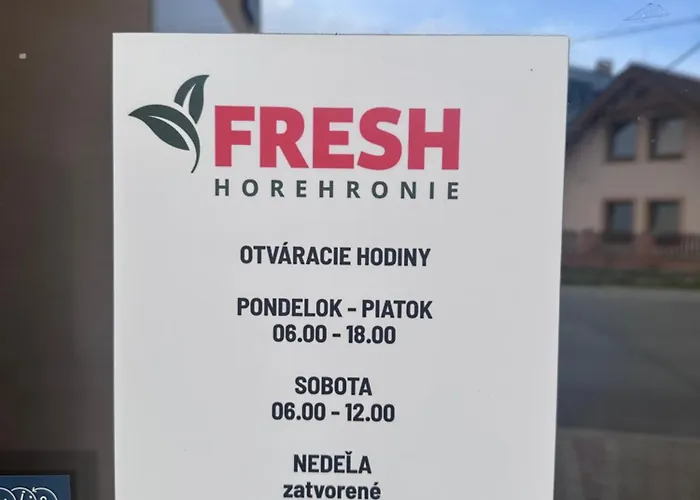 FRESH
HOREHRONIE
OTVÁRACIE HODINY
PONDELOK - PIATOK
06.00 - 18.00
SOBOTA
06.00 - 12.00
NEDEĽA
zatvorené